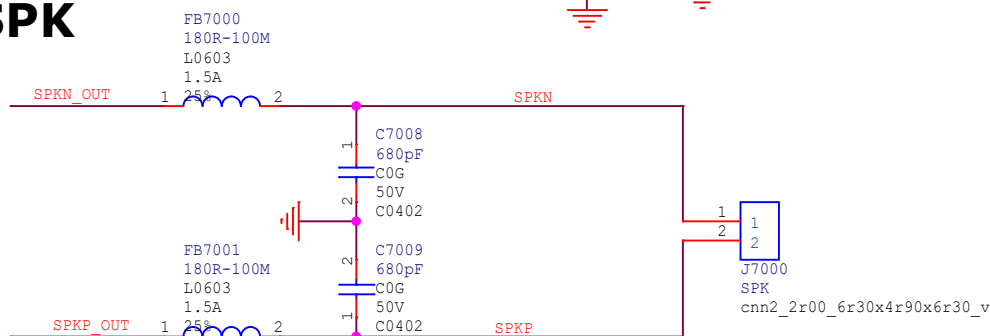 SPK
FB7000
180R-100M
L0603
1.5A
25%
SPKN_OUT
1
2
SPKN
C7008
680pF
C0G
50V
C0402
1
2
FB7001
180R-100M
L0603
1.5A
25%
SPKP_OUT
1
2
SPKP
C7009
680pF
C0G
50V
C0402
2
1
1
2
1
2
J7000
SPK
cnn2_2r00_6r30x4r90x6r30_v